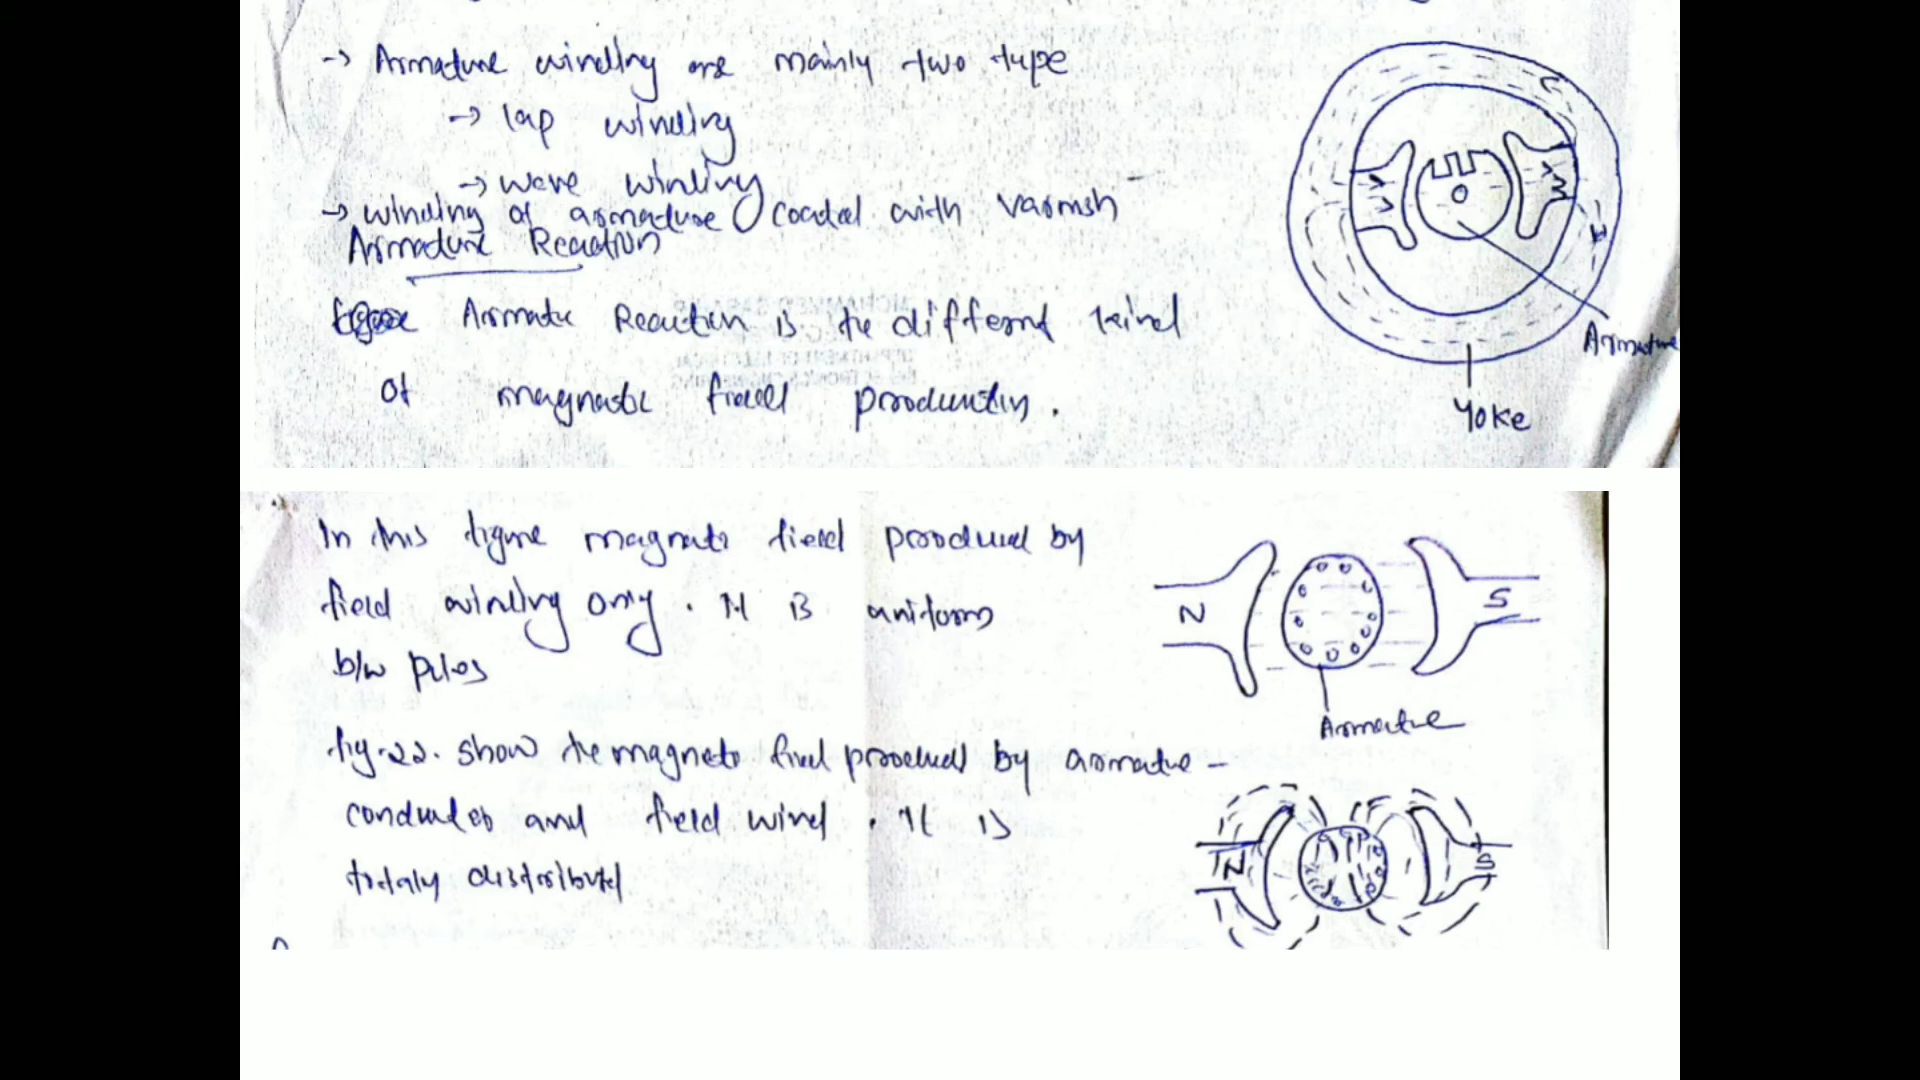 → Armature winding are mainly two type
→ lap winding
→ wave winding
→ winding of armature coated with varnish
Armature Reaction
Armatic Reaction is the different kind
of magnetic field production.
Armature
Yoke
In this figure magnetic field produced by
field winding only. It is uniform
b/w poles
N
S
Armature
fig.22. show the magnetic field produced by armature -
conductor and field wind. It is
totaly distributed
N
S